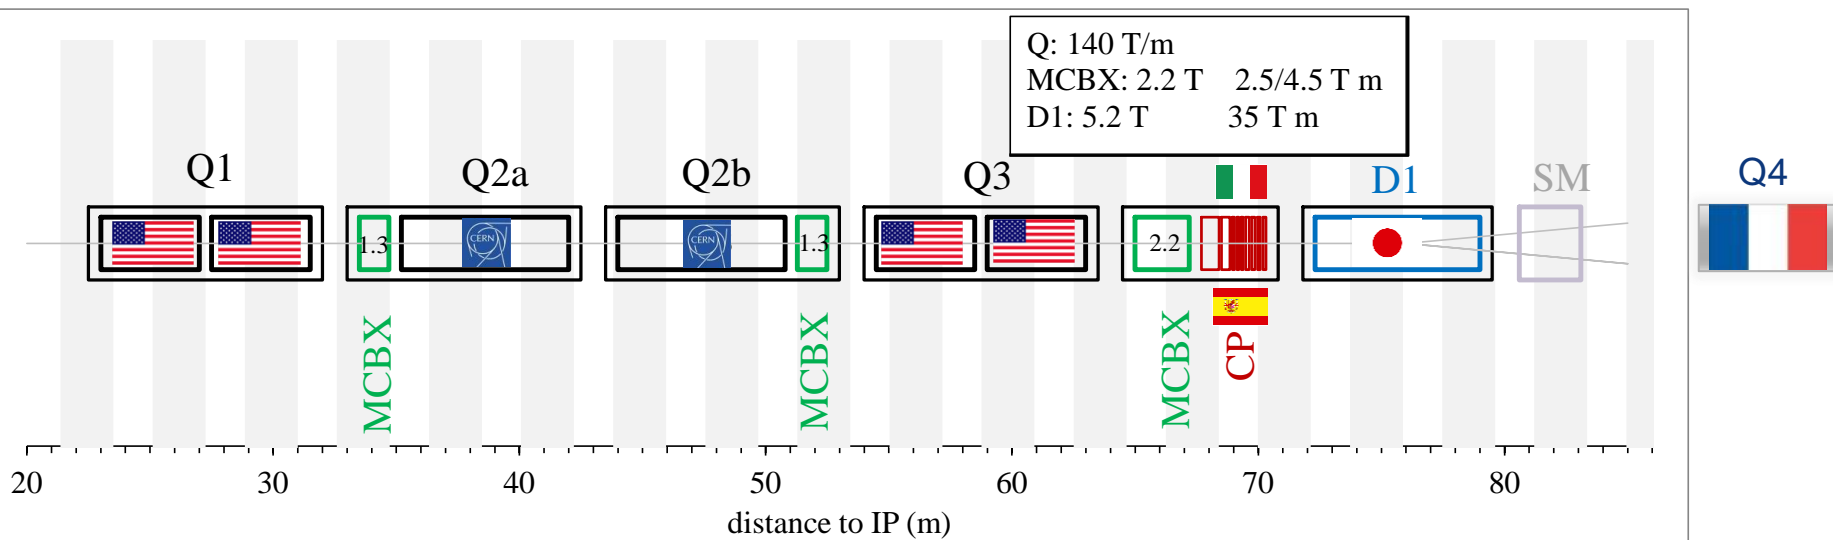 Q: 140 T/m
MCBX: 2.2 T 2.5/4.5 T m
D1: 5.2 T 35 T m
Q1
Q2a
Q2b
Q3
D1
SM
Q4
1.3
CERN
CERN
1.3
2.2
MCBX
MCBX
MCBX
CP
20 30 40 50 60 70 80
distance to IP (m)